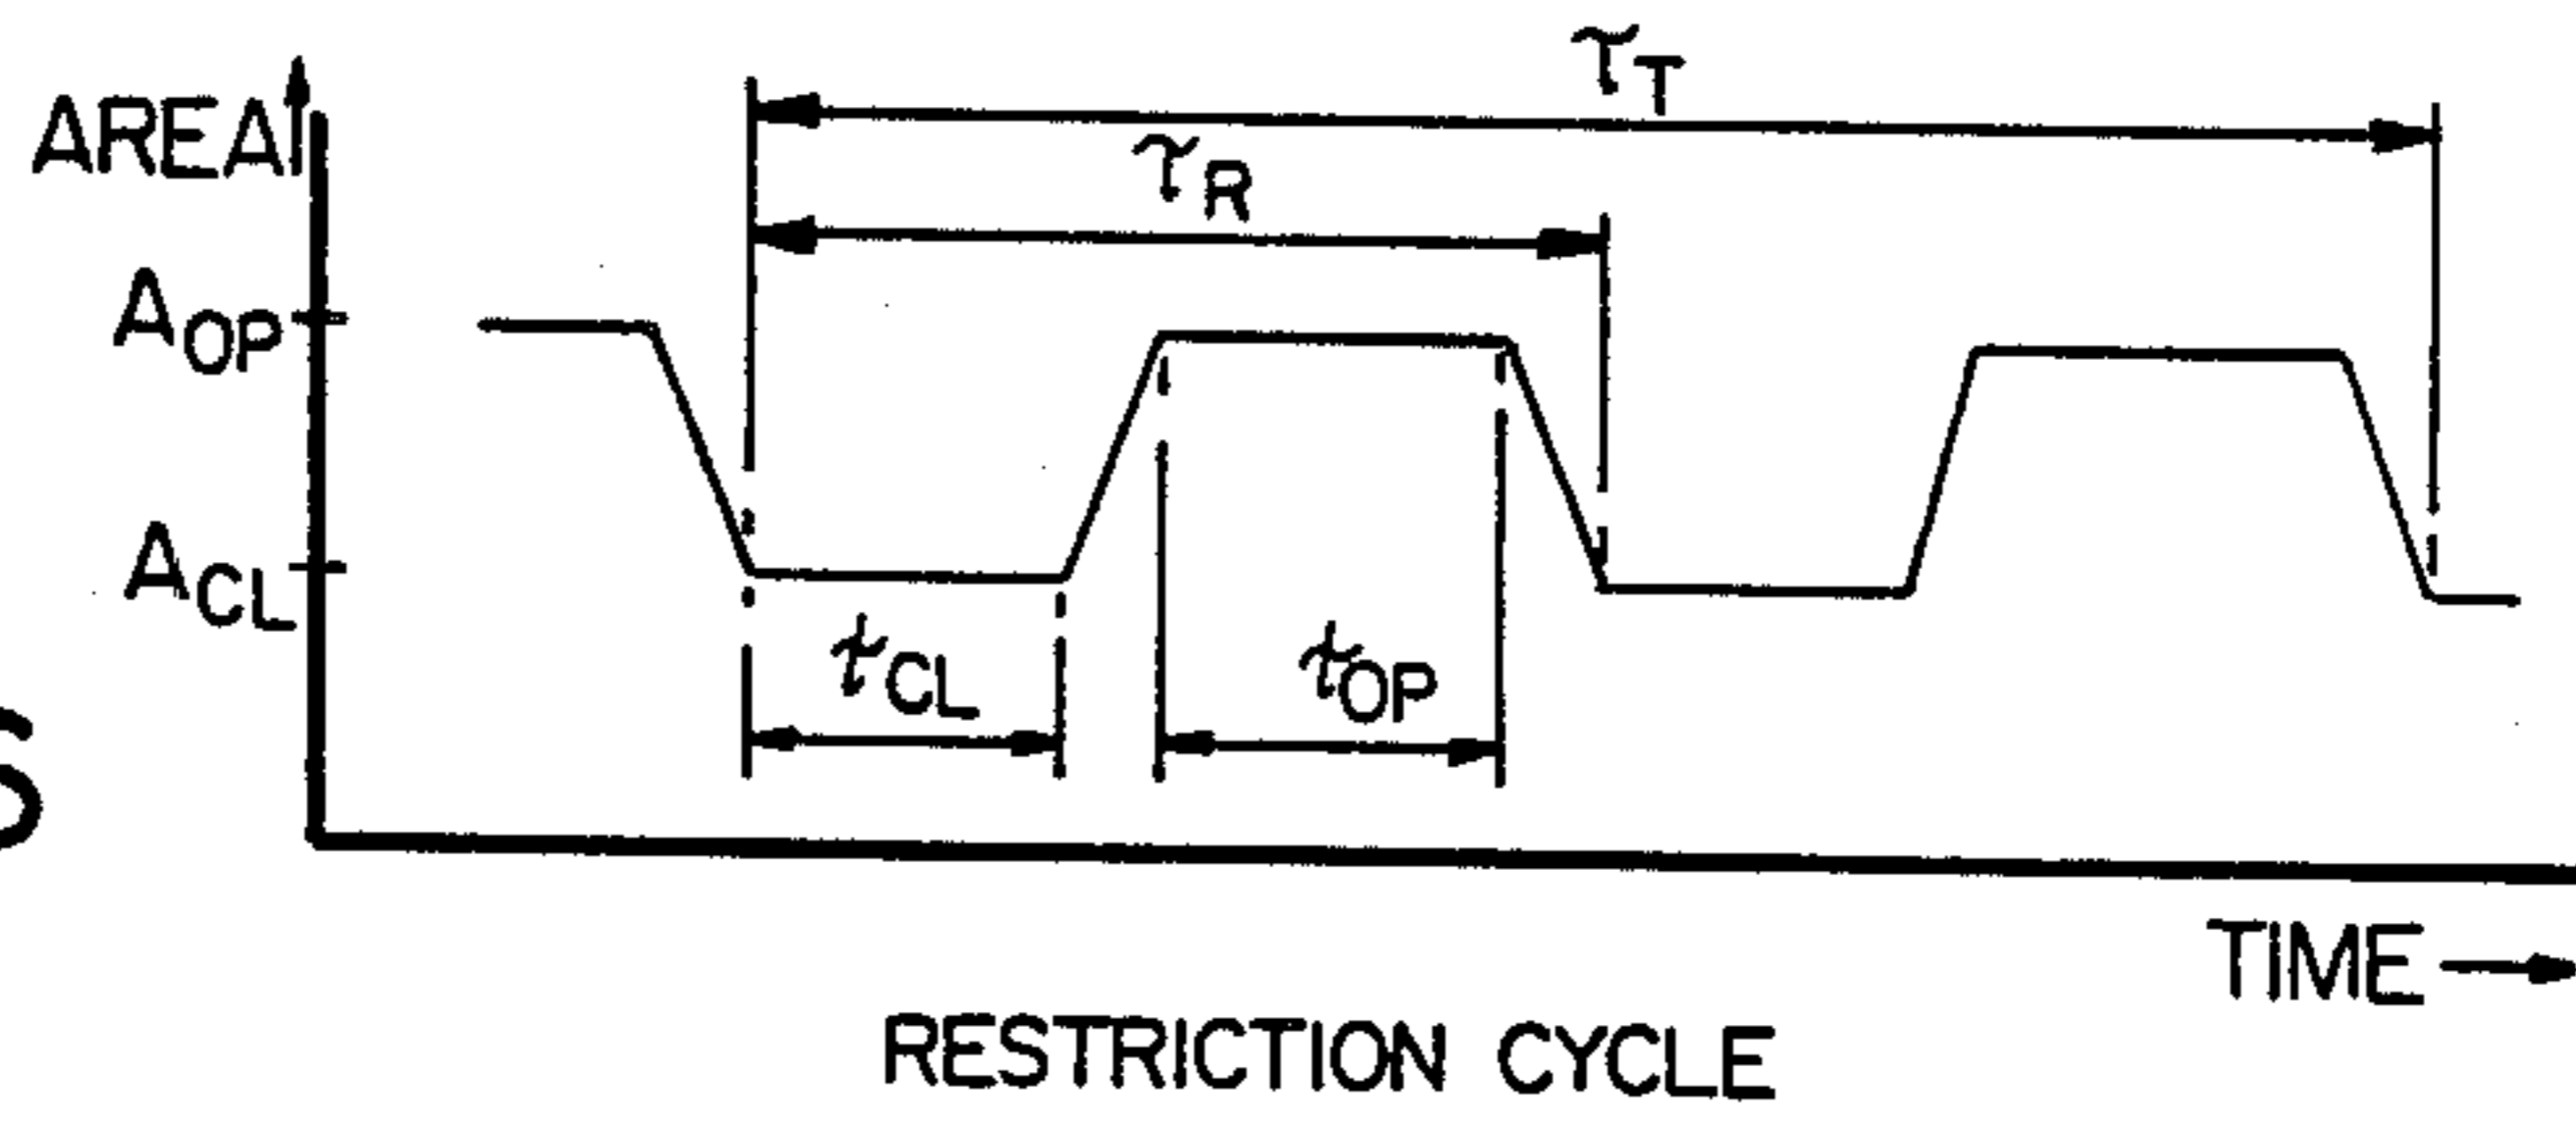 AREA
τT
τR
AOP
ACL
tCL
tOP
S
TIME
RESTRICTION CYCLE